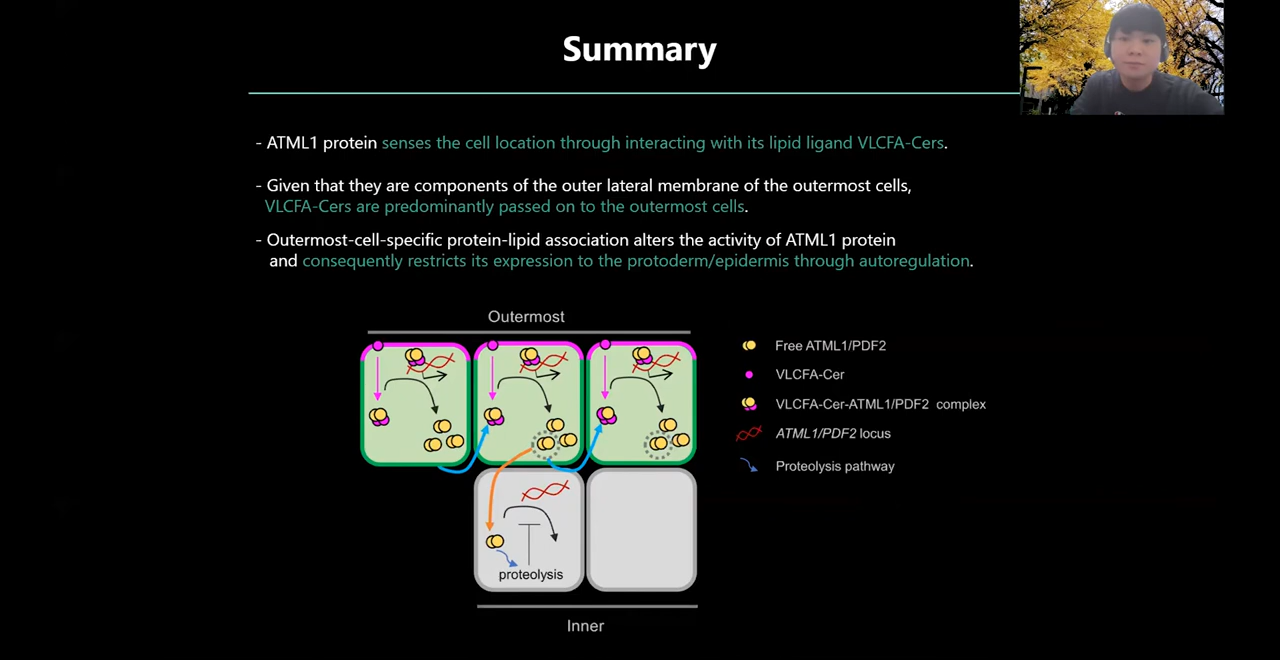 Summary
- ATML1 protein senses the cell location through interacting with its lipid ligand VLCFA-Cers.
- Given that they are components of the outer lateral membrane of the outermost cells,
VLCFA-Cers are predominantly passed on to the outermost cells.
- Outermost-cell-specific protein-lipid association alters the activity of ATML1 protein
and consequently restricts its expression to the protoderm/epidermis through autoregulation.
Outermost
Free ATML1/PDF2
VLCFA-Cer
VLCFA-Cer-ATML1/PDF2 complex
ATML1/PDF2 locus
Proteolysis pathway
proteolysis
Inner